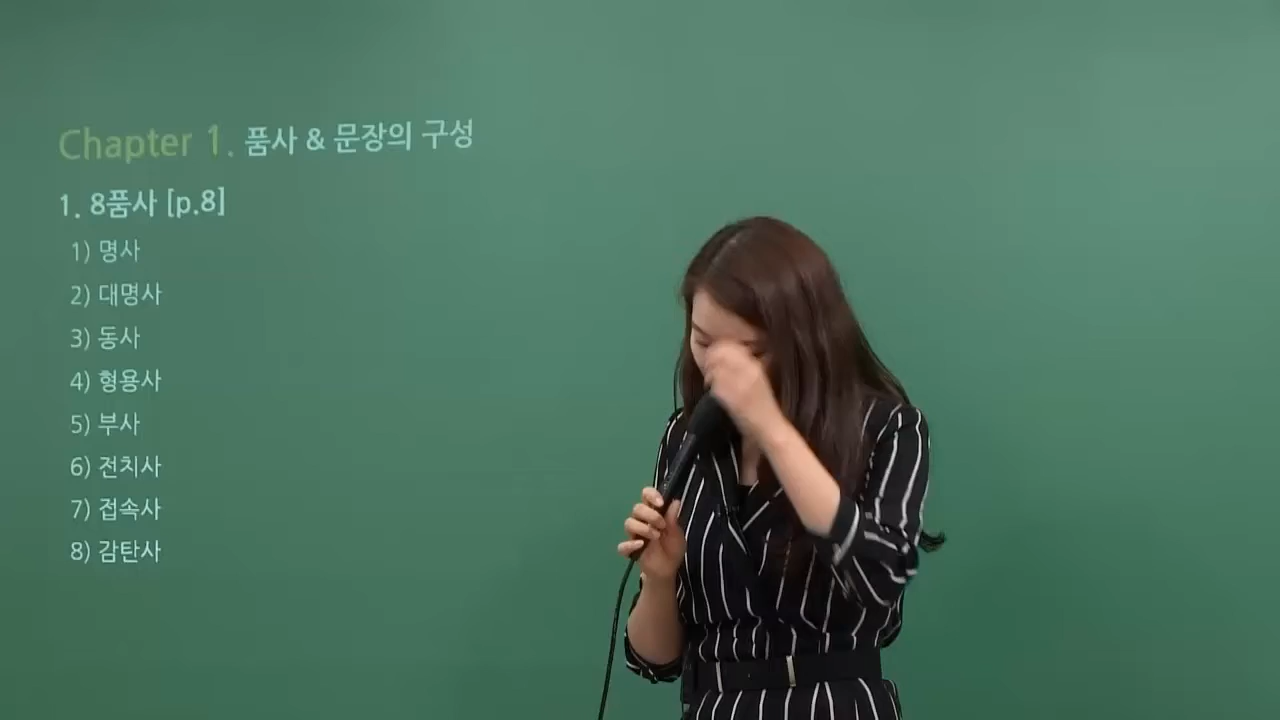 Chapter 1. 품사 & 문장의 구성
1. 8품사 [p.8]
1) 명사
2) 대명사
3) 동사
4) 형용사
5) 부사
6) 전치사
7) 접속사
8) 감탄사